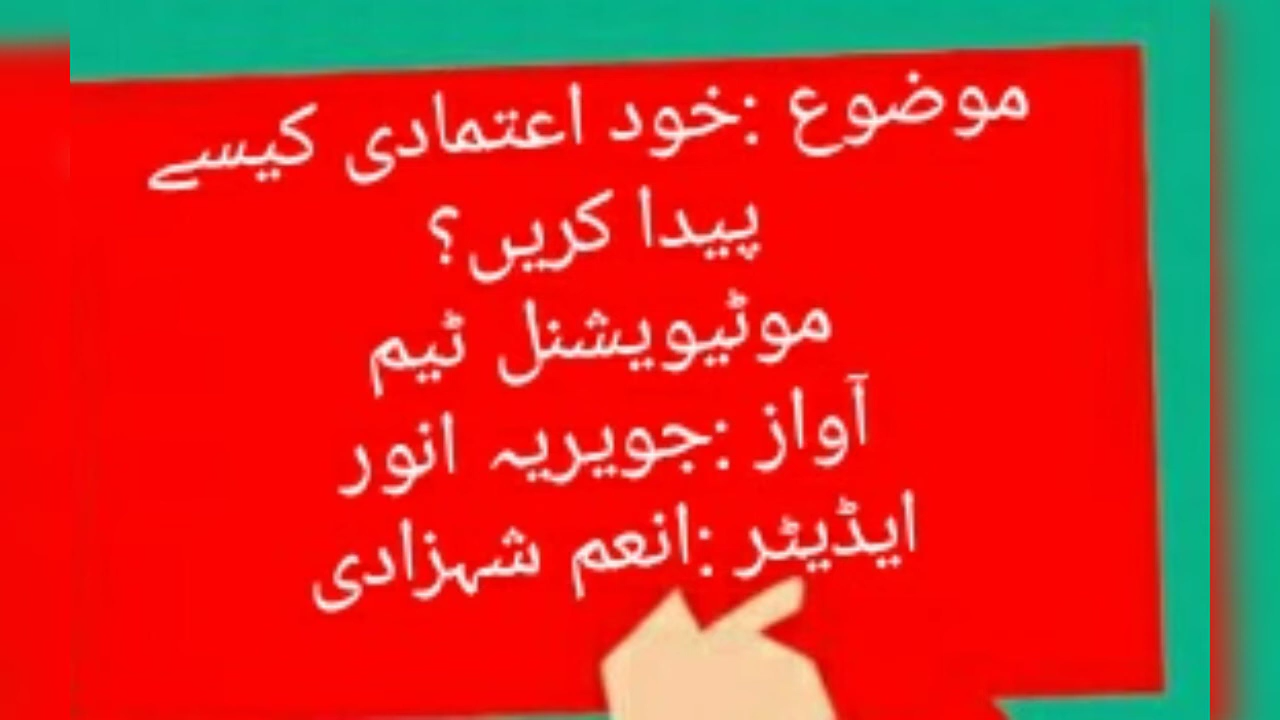 موضوع :خود اعتمادی کیسے
پیدا کریں؟
موٹیویشنل ٹیم
آواز :جویریہ انور
ایڈیٹر :انعم شہزادی